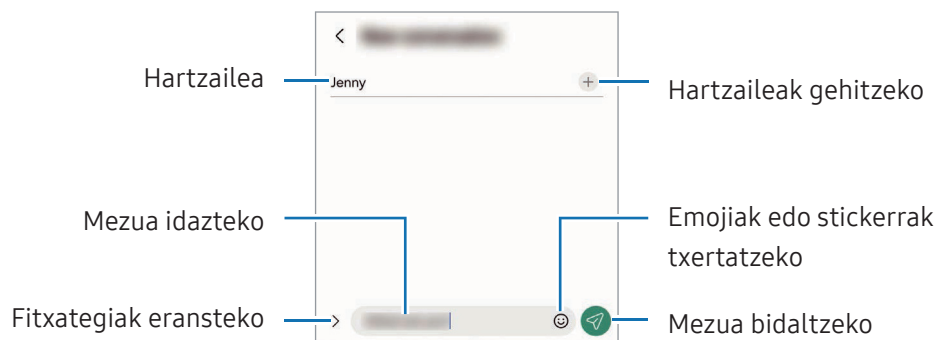 Hartzailea
Jenny
Hartzaileak gehitzeko
Mezua idazteko
Emojiak edo stickerrak
txertatzeko
Fitxategiak eransteko
Mezua bidaltzeko